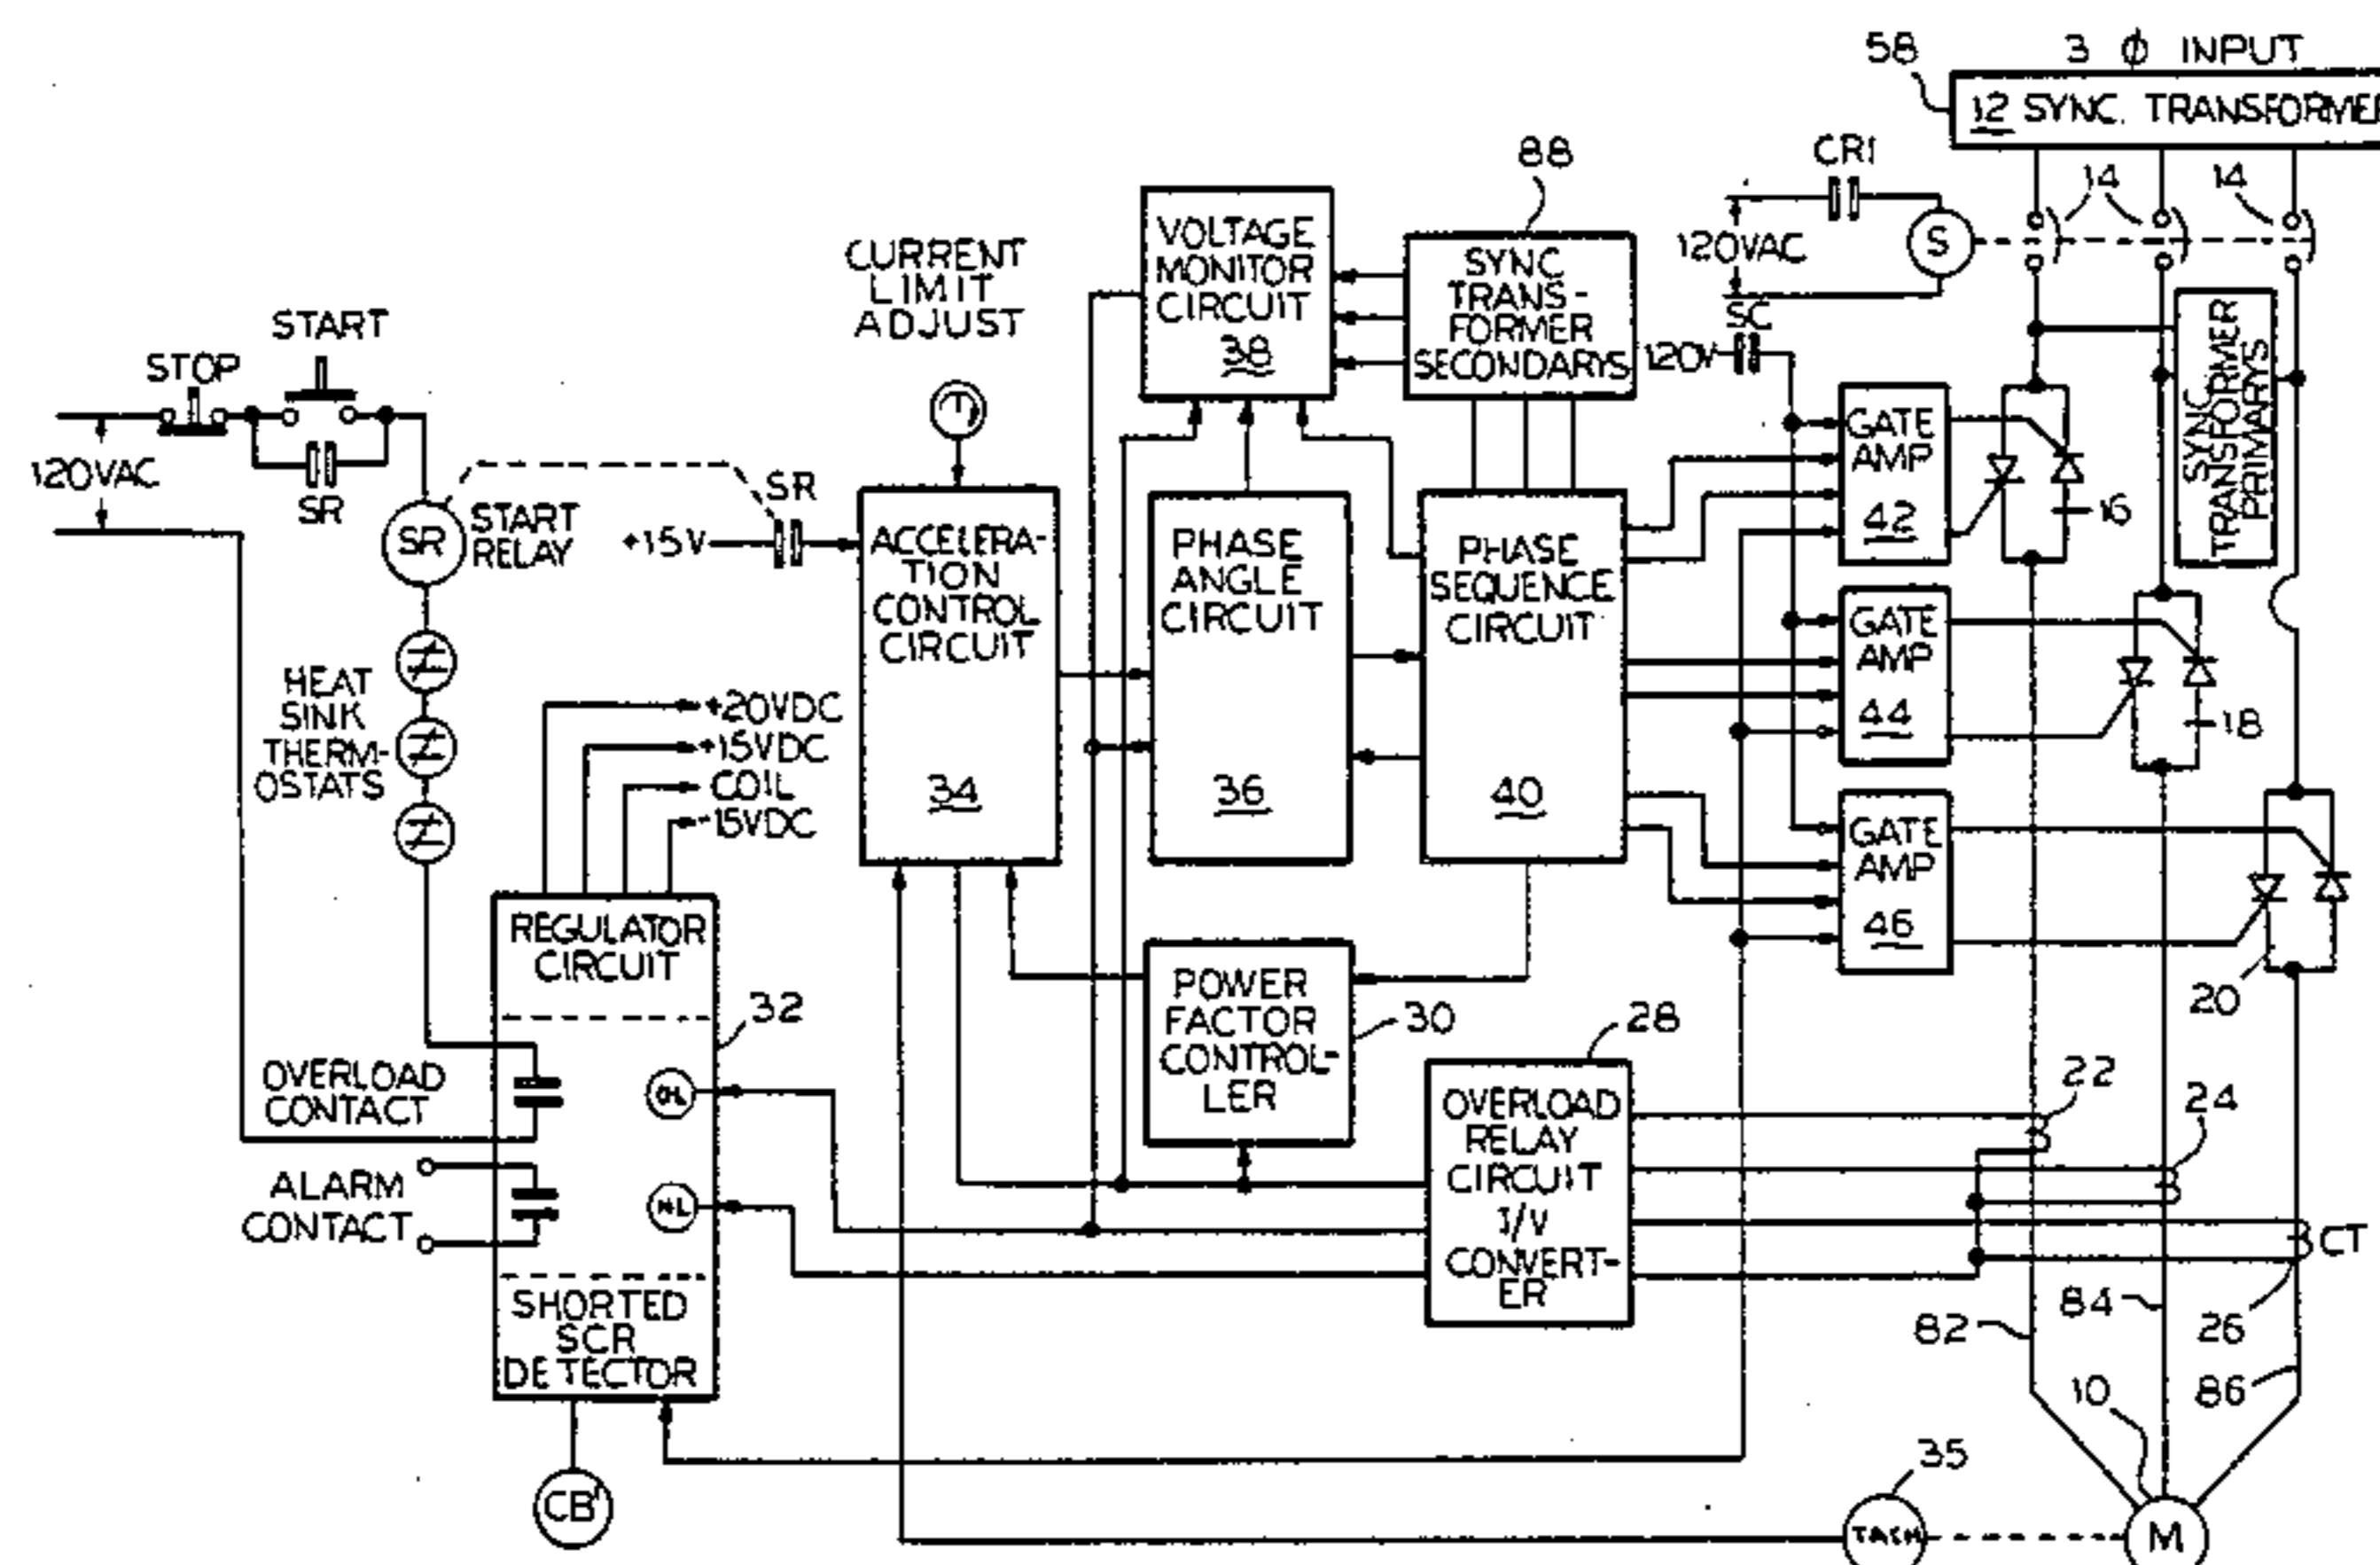 58
3 ϕ INPUT
12 SYNC. TRANSFORMER
14
14
CR1
120VAC
S
SC
120V
88
VOLTAGE
MONITOR
CIRCUIT
38
SYNC
TRANS-
FORMER
SECONDARYS
SYNC
TRANSFORMER
PRIMARYS
CURRENT
LIMIT
ADJUST
START
STOP
120VAC
SR
SR
START
RELAY
SR
+15V
ACCELERA-
TION
CONTROL
CIRCUIT
34
PHASE
ANGLE
CIRCUIT
36
PHASE
SEQUENCE
CIRCUIT
40
GATE
AMP
42
16
GATE
AMP
44
18
GATE
AMP
46
20
HEAT
SINK
THERM-
OSTATS
+20VDC
+15VDC
COIL
-15VDC
REGULATOR
CIRCUIT
32
OVERLOAD
CONTACT
ALARM
CONTACT
SHORTED
SCR
DETECTOR
CB
POWER
FACTOR
CONTROL-
LER
30
28
OVERLOAD
RELAY
CIRCUIT
I/V
CONVERT-
ER
22
24
CT
26
82
84
86
10
35
TACH
M